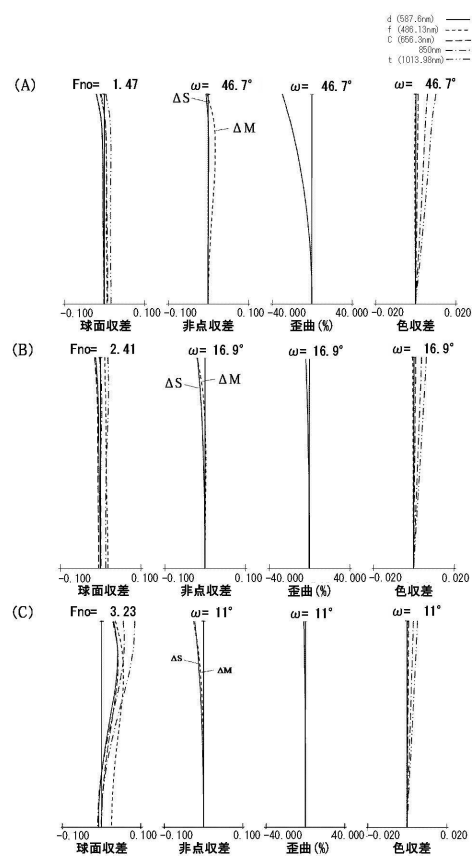 d (587.6nm)
f (486.13nm)
C (656.3nm)
850nm
t (1013.98nm)
(A) Fno= 1.47 ω= 46.7° ω= 46.7° ω= 46.7°
ΔS
ΔM
-0.100 0.100 -0.100 0.100 -40.000 40.000 -0.020 0.020
球面収差 非点収差 歪曲(%) 色収差
(B) Fno= 2.41 ω=16.9° ω=16.9° ω=16.9°
ΔS ΔM
-0.100 0.100 -0.100 0.100 -40.000 40.000 -0.020 0.020
球面収差 非点収差 歪曲(%) 色収差
(C) Fno= 3.23 ω= 11° ω= 11° ω= 11°
ΔS ΔM
-0.100 0.100 -0.100 0.100 -40.000 40.000 -0.020 0.020
球面収差 非点収差 歪曲(%) 色収差